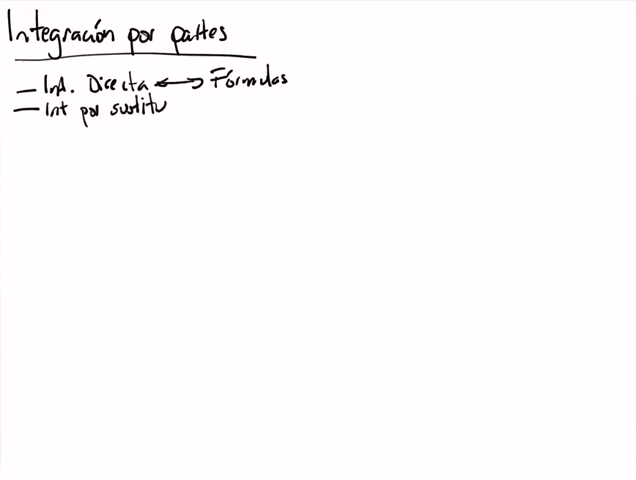 Integración por partes
— Int. Directa ⟷ Fórmulas
— Int por sustitu